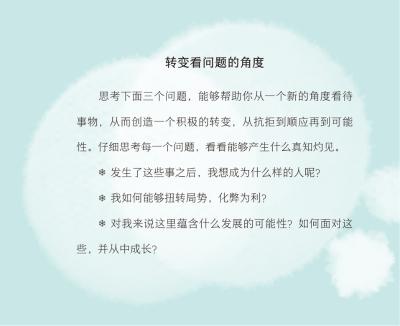 转变看问题的角度
思考下面三个问题，能够帮助你从一个新的角度看待
事物，从而创造一个积极的转变，从抗拒到顺应再到可能
性。仔细思考每一个问题，看看能够产生什么真知灼见。
❄ 发生了这些事之后，我想成为什么样的人呢？
❄ 我如何能够扭转局势，化弊为利？
❄ 对我来说这里蕴含什么发展的可能性？如何面对这
些，并从中成长？